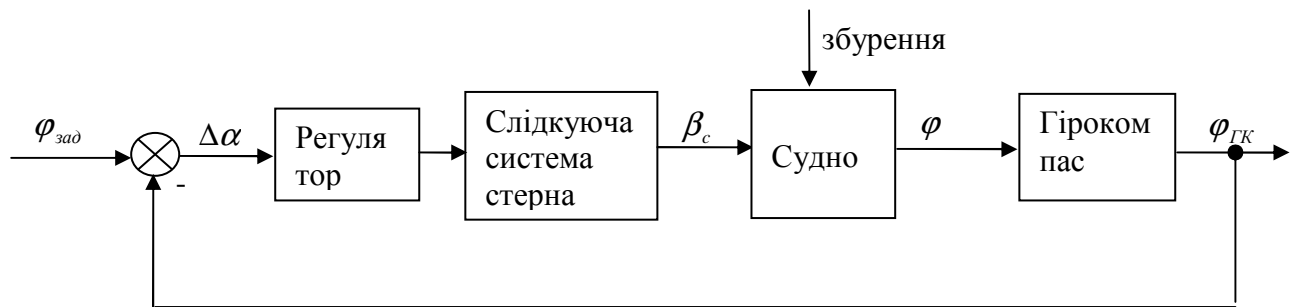 збурення
φзад
Δα
Регуля
тор
Слідкуюча
система
стерна
βс
Судно
φ
Гіроком
пас
φГК
-